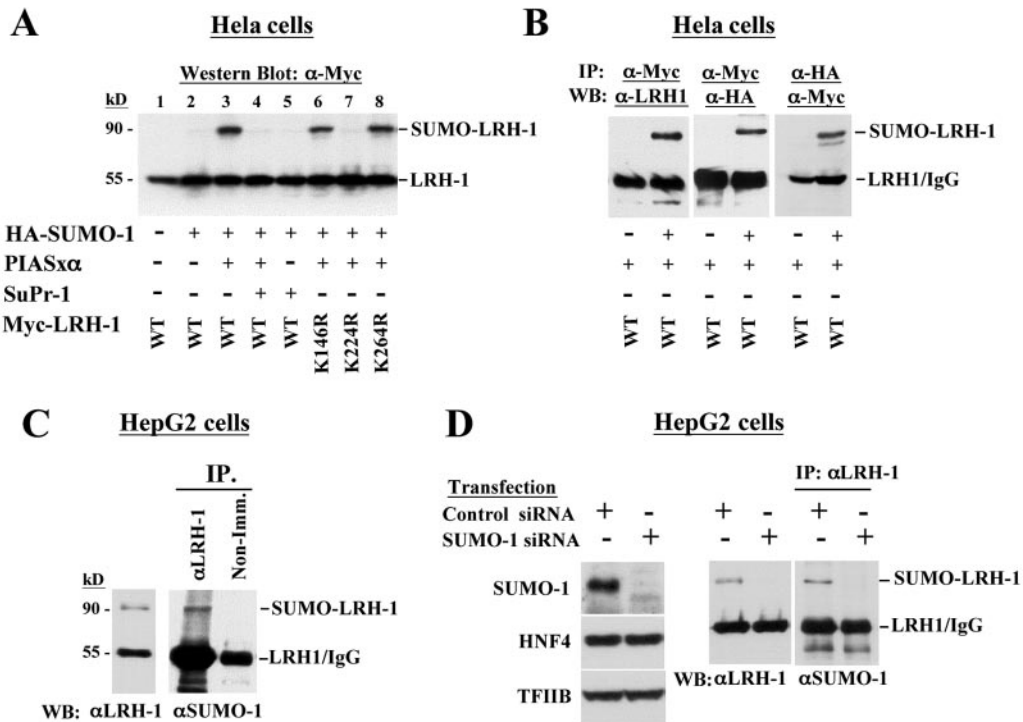 A
Hela cells
Western Blot: α-Myc
kD 1 2 3 4 5 6 7 8
90 - -SUMO-LRH-1
55 - -LRH-1
HA-SUMO-1 - + + + + + + +
PIASxα - - + + - + + +
SuPr-1 - - - + + - - -
Myc-LRH-1 WT WT WT WT WT K146R K224R K264R
B
Hela cells
IP: α-Myc α-Myc α-HA
WB: α-LRH1 α-HA α-Myc
-SUMO-LRH-1
-LRH1/IgG
- + - + - +
+ + + + + +
- - - - - -
WT WT WT WT WT WT
C
HepG2 cells
IP.
αLRH-1 Non-Imm.
kD
90 - -SUMO-LRH-1
55 - -LRH1/IgG
WB: αLRH-1 αSUMO-1
D
HepG2 cells
IP: αLRH-1
Transfection
Control siRNA + - + - + -
SUMO-1 siRNA - + - + - +
SUMO-1 -SUMO-LRH-1
HNF4 -LRH1/IgG
WB: αLRH-1 αSUMO-1
TFIIB